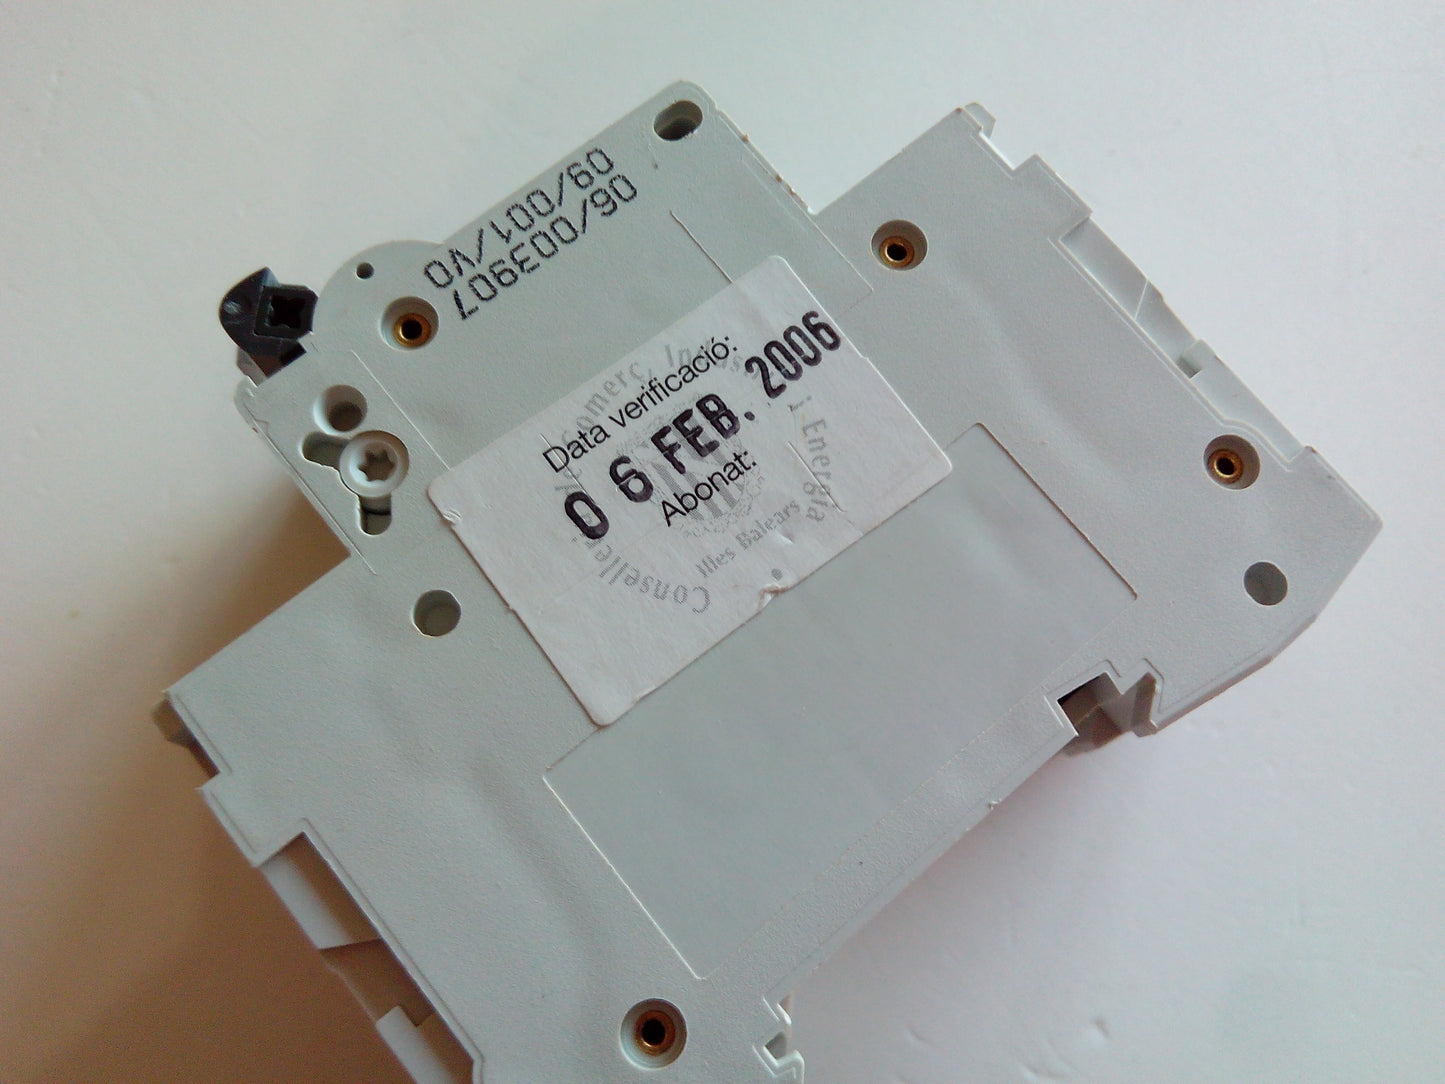 06/003907
09/001/V0
Data verificació:
0 6 FEB. 2006
Abonat:
Illes Balears